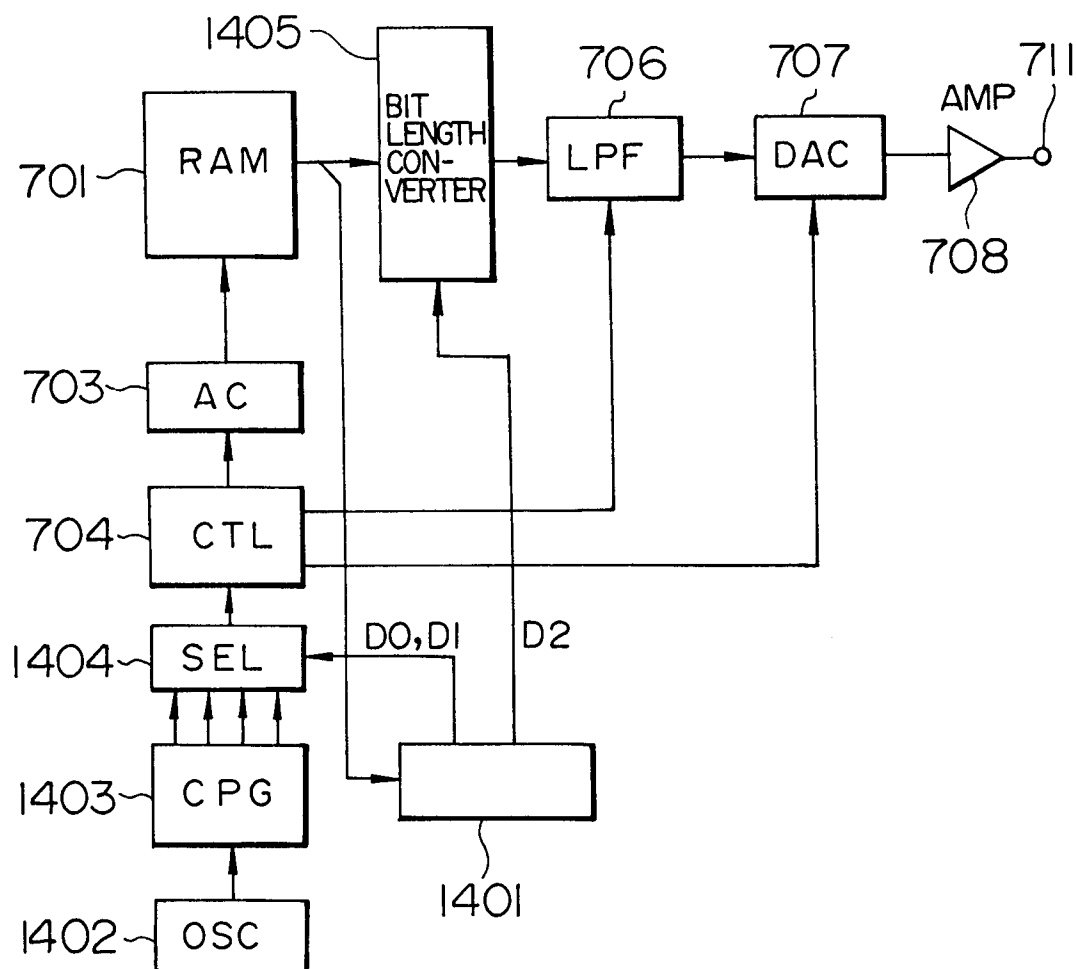 1405
706
707
711
AMP
701
RAM
BIT
LENGTH
CON-
VERTER
LPF
DAC
708
703
AC
704
CTL
D0, D1
D2
1404
SEL
1403
CPG
1401
1402
OSC